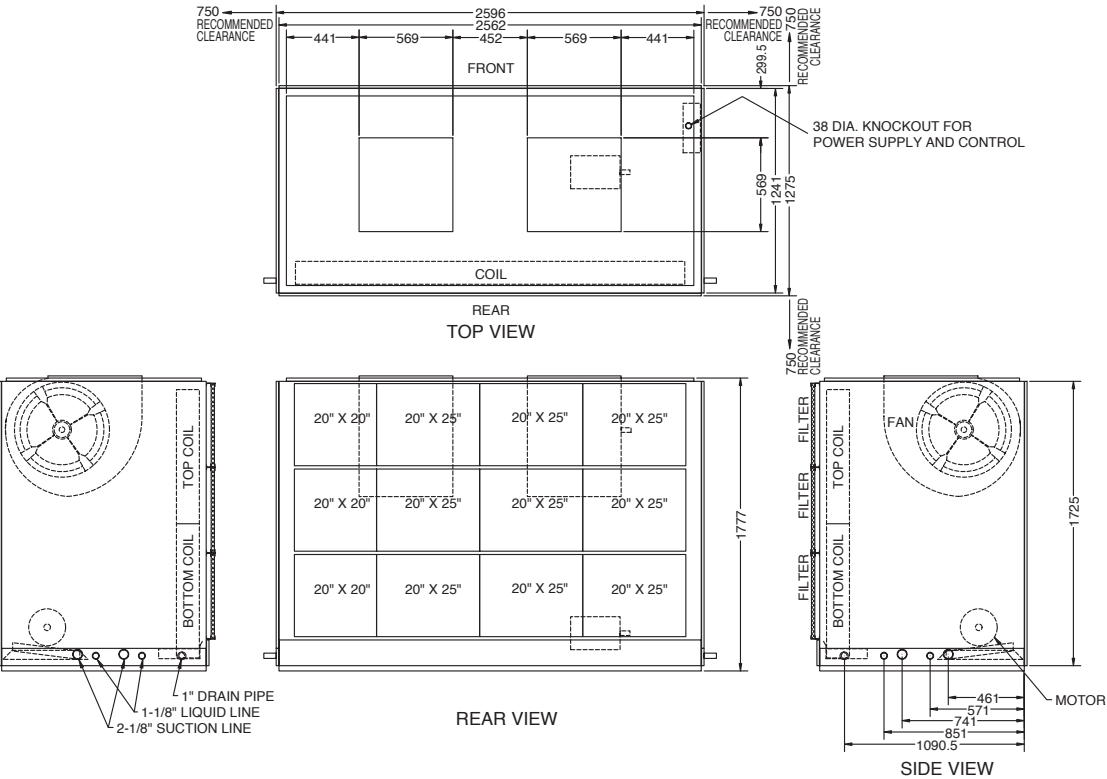 750
RECOMMENDED
CLEARANCE
2596
2562
750
RECOMMENDED
CLEARANCE
750
RECOMMENDED
CLEARANCE
441
569
452
569
441
299.5
FRONT
38 DIA. KNOCKOUT FOR
POWER SUPPLY AND CONTROL
569
1241
1275
COIL
REAR
TOP VIEW
750
RECOMMENDED
CLEARANCE
TOP COIL
BOTTOM COIL
1" DRAIN PIPE
1-1/8" LIQUID LINE
2-1/8" SUCTION LINE
20" X 20"
20" X 25"
20" X 25"
20" X 25"
20" X 20"
20" X 25"
20" X 25"
20" X 25"
20" X 20"
20" X 25"
20" X 25"
20" X 25"
1777
REAR VIEW
FILTER
FILTER
FILTER
TOP COIL
BOTTOM COIL
FAN
1725
MOTOR
461
571
741
851
1090.5
SIDE VIEW